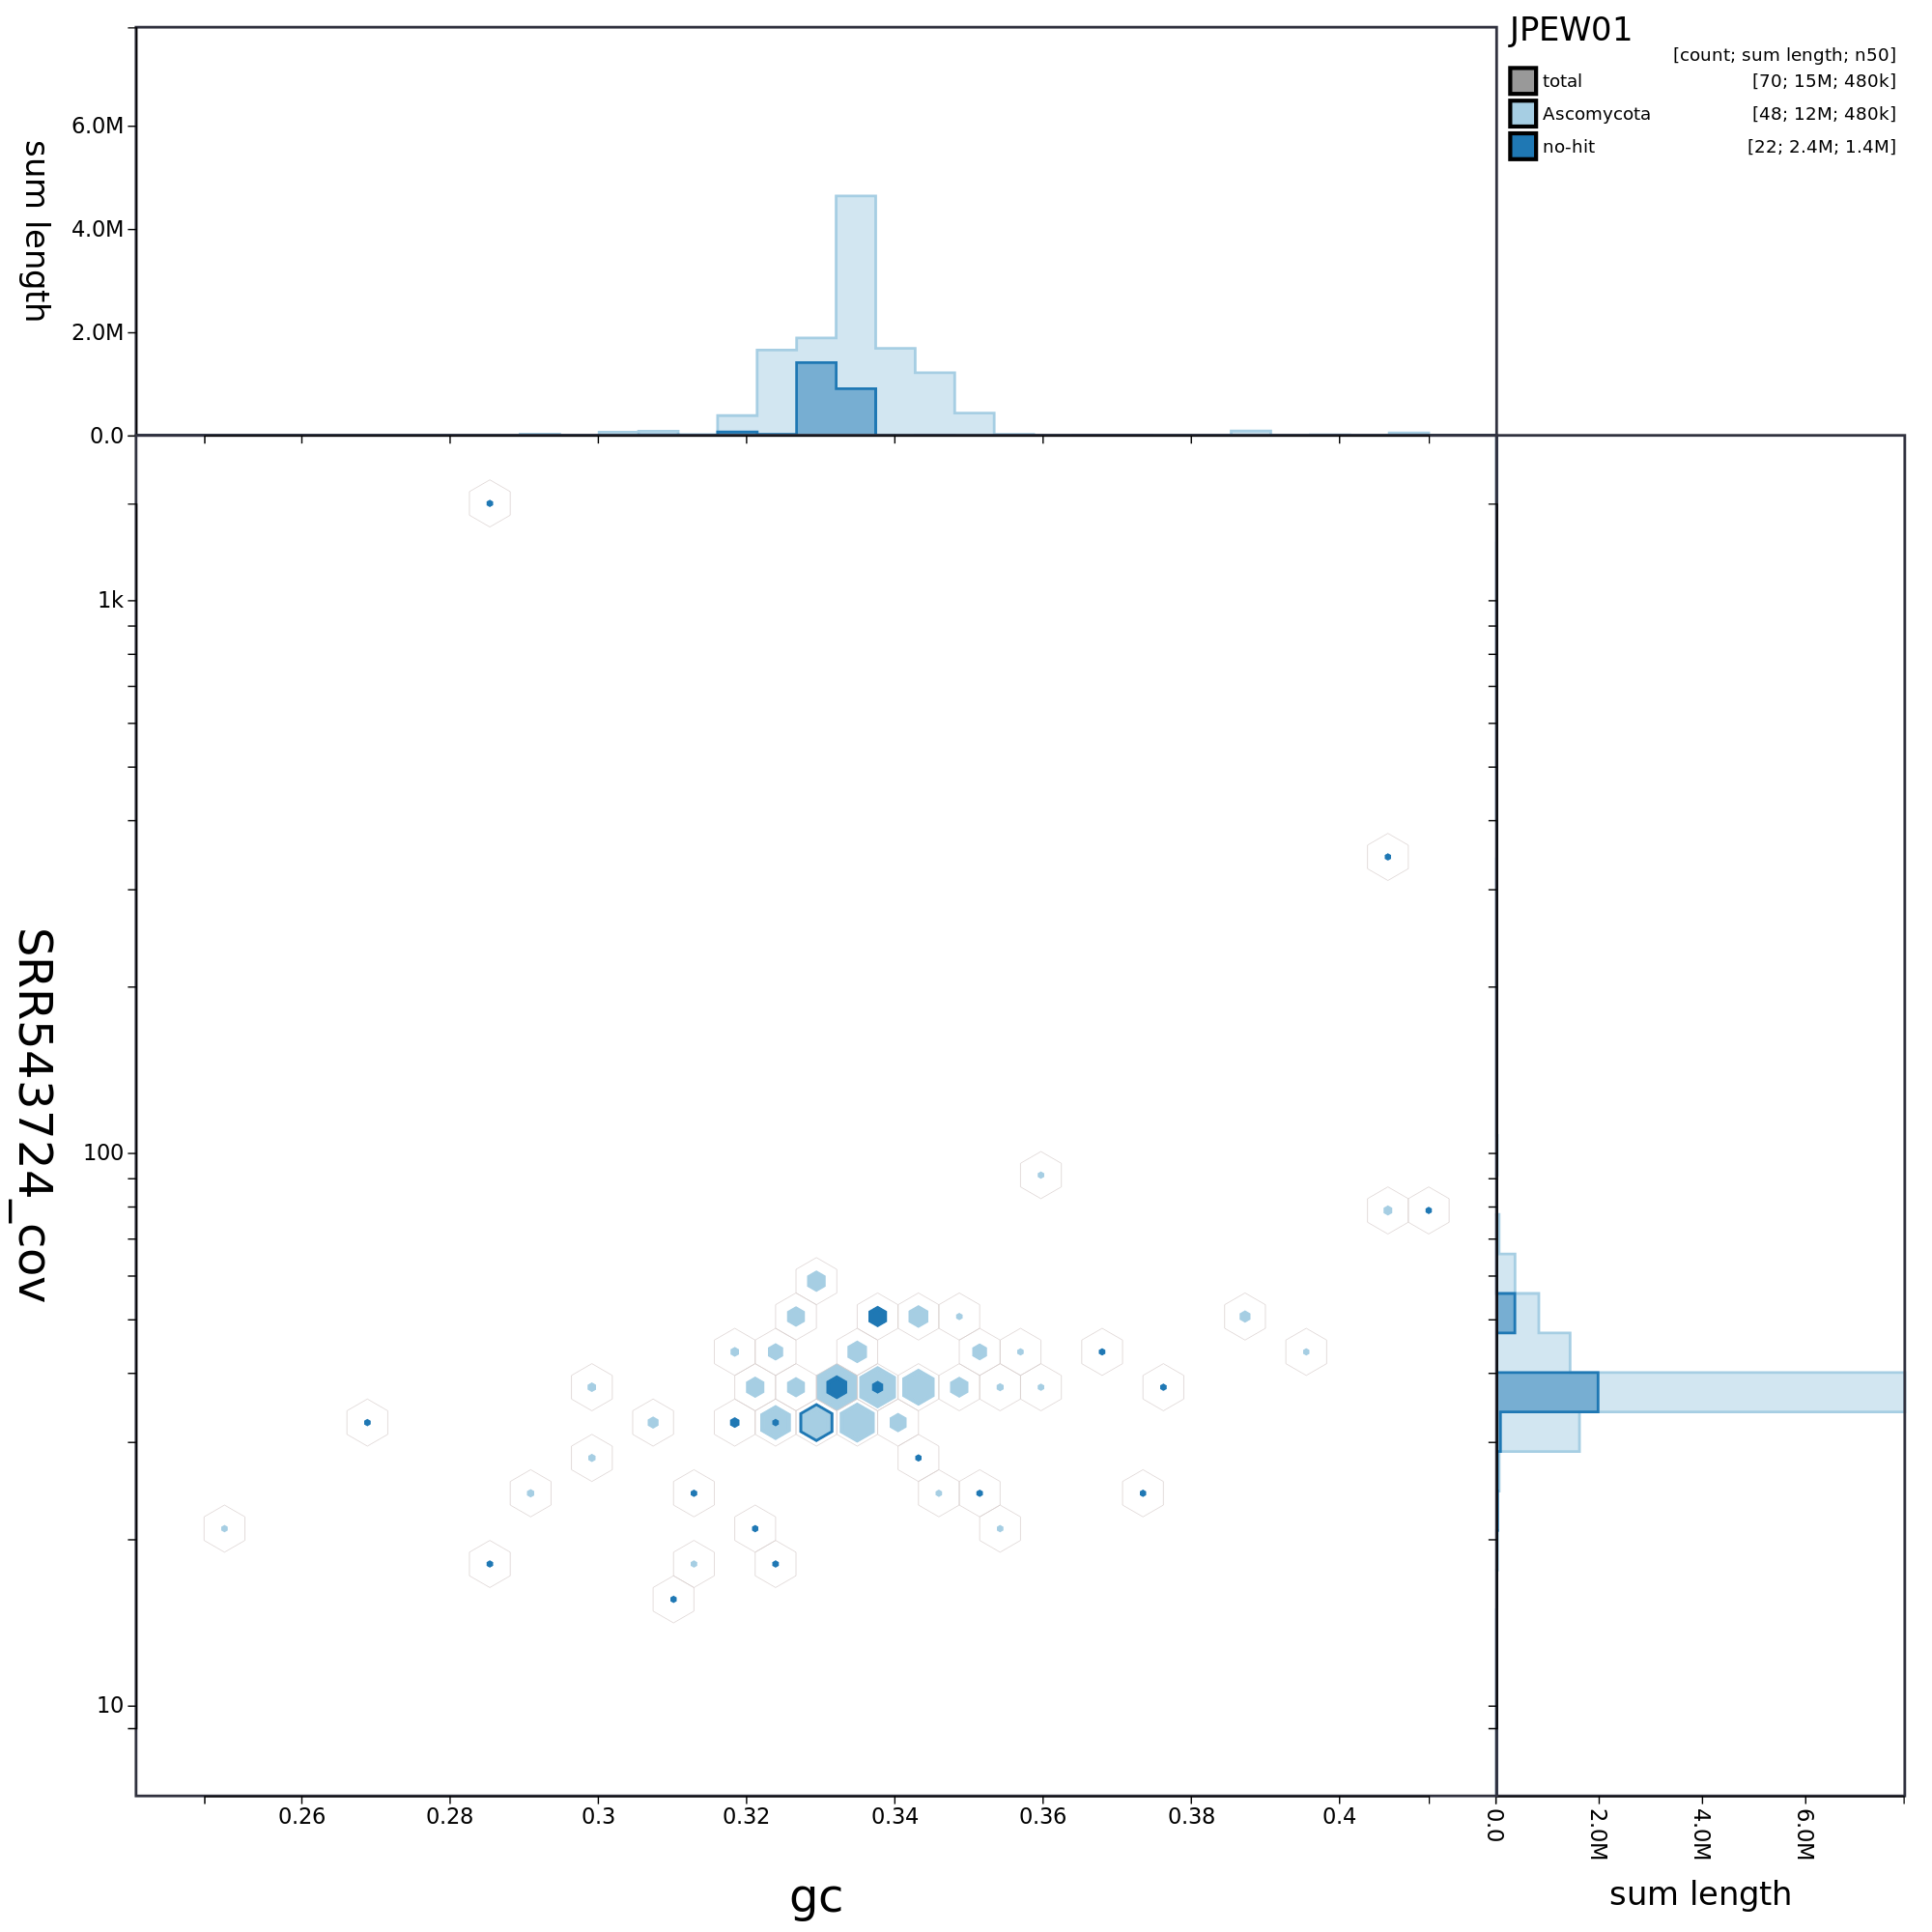 JPEW01
[count; sum length; n50]
total [70; 15M; 480k]
Ascomycota [48; 12M; 480k]
no-hit [22; 2.4M; 1.4M]
sum length
6.0M
4.0M
2.0M
0.0
SRR543724_cov
1k
100
10
0.26 0.28 0.3 0.32 0.34 0.36 0.38 0.4
gc
0.0 2.0M 4.0M 6.0M
sum length